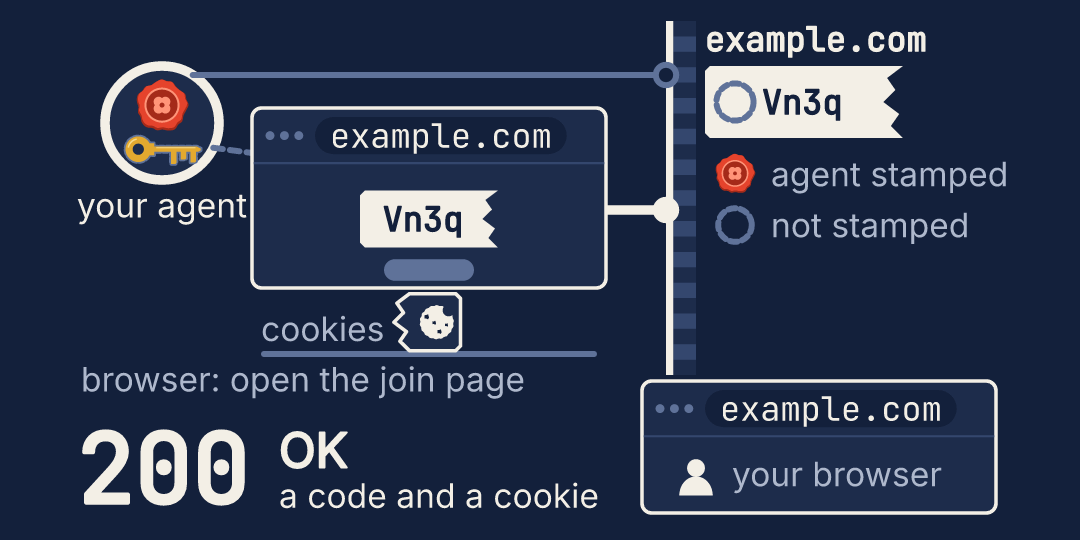 example.com
Vn3q
agent stamped
not stamped
your agent
example.com
Vn3q
cookies
browser: open the join page
200 OK
a code and a cookie
example.com
your browser